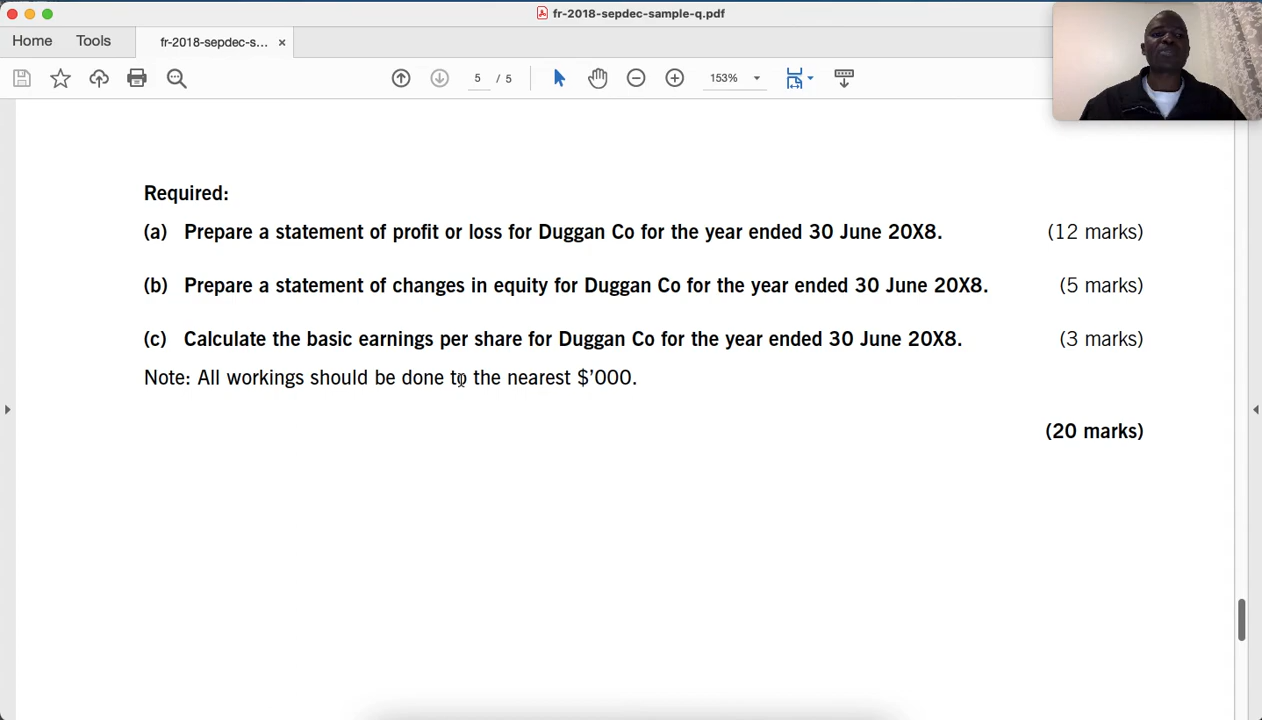 fr-2018-sepdec-sample-q.pdf
Home Tools fr-2018-sepdec-s... ×
5 / 5 153%
Required:
(a) Prepare a statement of profit or loss for Duggan Co for the year ended 30 June 20X8. (12 marks)
(b) Prepare a statement of changes in equity for Duggan Co for the year ended 30 June 20X8. (5 marks)
(c) Calculate the basic earnings per share for Duggan Co for the year ended 30 June 20X8. (3 marks)
Note: All workings should be done to the nearest $’000.
(20 marks)